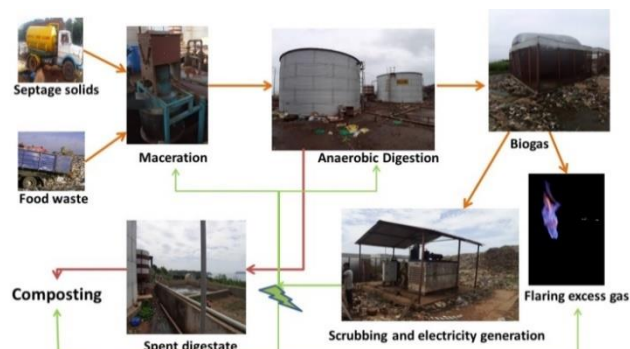 Septage solids
Food waste
Maceration
Anaerobic Digestion
Biogas
Composting
Spent digestate
Scrubbing and electricity generation
Flaring excess gas